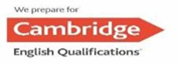 We prepare for
Cambridge
English Qualifications